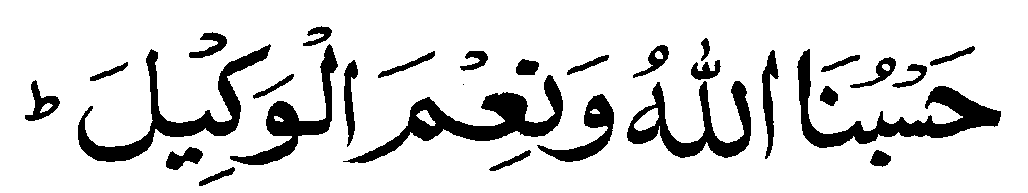 حَسْبُنَا اللّٰهُ وَنِعْمَ الْوَكِيْلَ ؕ